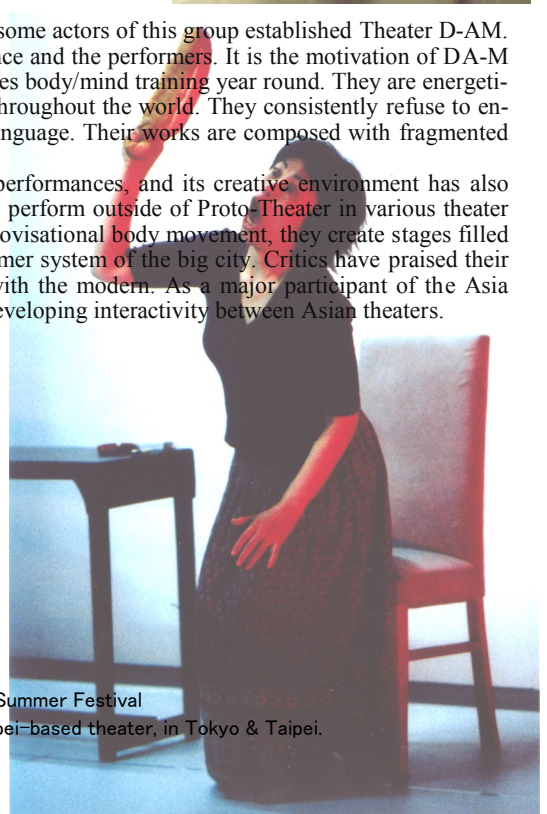 some actors of this group established Theater D-AM.
nce and the performers. It is the motivation of DA-M
es body/mind training year round. They are energeti-
hroughout the world. They consistently refuse to en-
nguage. Their works are composed with fragmented
performances, and its creative environment has also
perform outside of Proto-Theater in various theater
ovisational body movement, they create stages filled
mer system of the big city. Critics have praised their
with the modern. As a major participant of the Asia
eveloping interactivity between Asian theaters.
Summer Festival
pei-based theater, in Tokyo & Taipei.